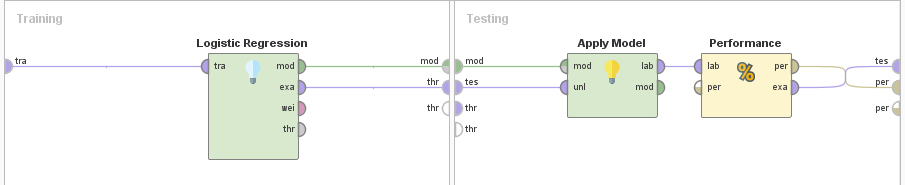 Training
Testing
Logistic Regression
Apply Model
Performance
tra
tra
mod
mod
mod
mod
lab
lab
per
tes
exa
thr
tes
unl
mod
per
exa
per
wei
thr
thr
per
thr
thr